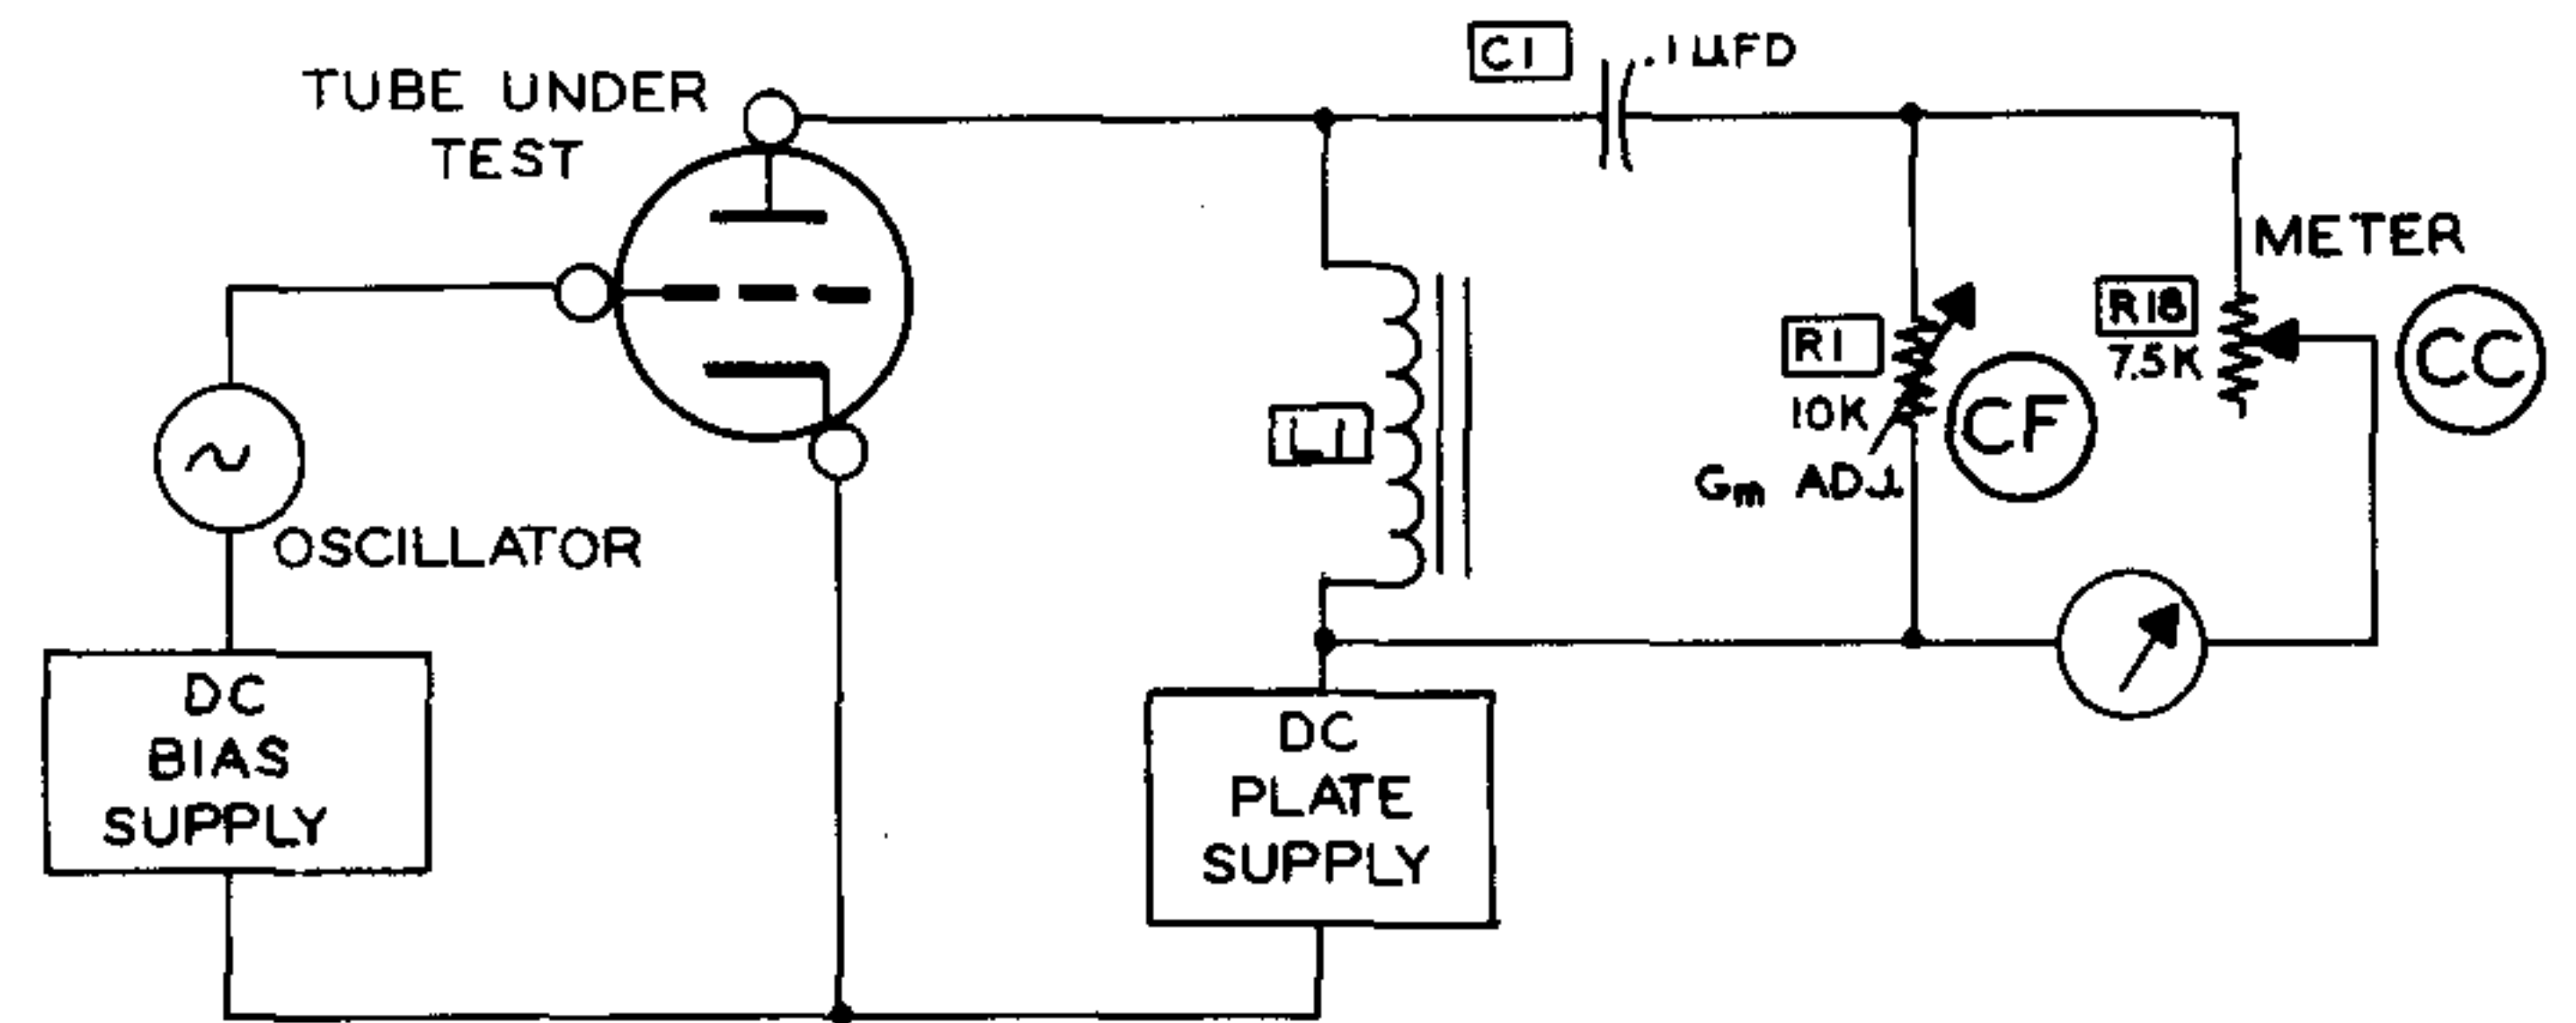 TUBE UNDER
TEST
C1
.1 µFD
METER
R18
7.5K
CC
R1
10K
CF
Gm ADJ.
L1
OSCILLATOR
DC
BIAS
SUPPLY
DC
PLATE
SUPPLY